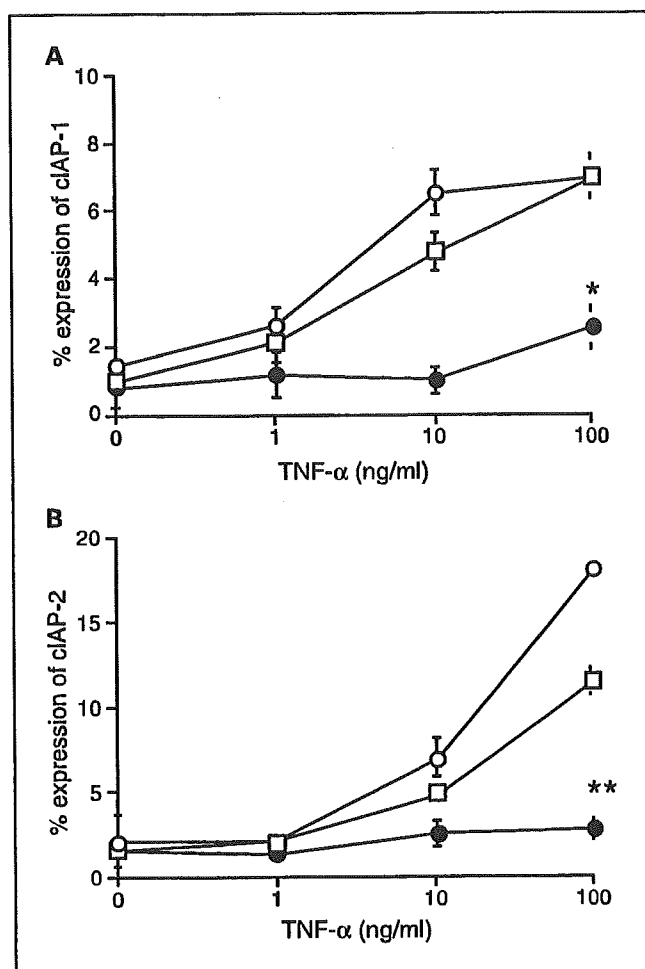 A
% expression of cIAP-1
10
8
6
4
2
0
*
0 1 10 100
TNF-α (ng/ml)
B
% expression of cIAP-2
20
15
10
5
0
**
0 1 10 100
TNF-α (ng/ml)